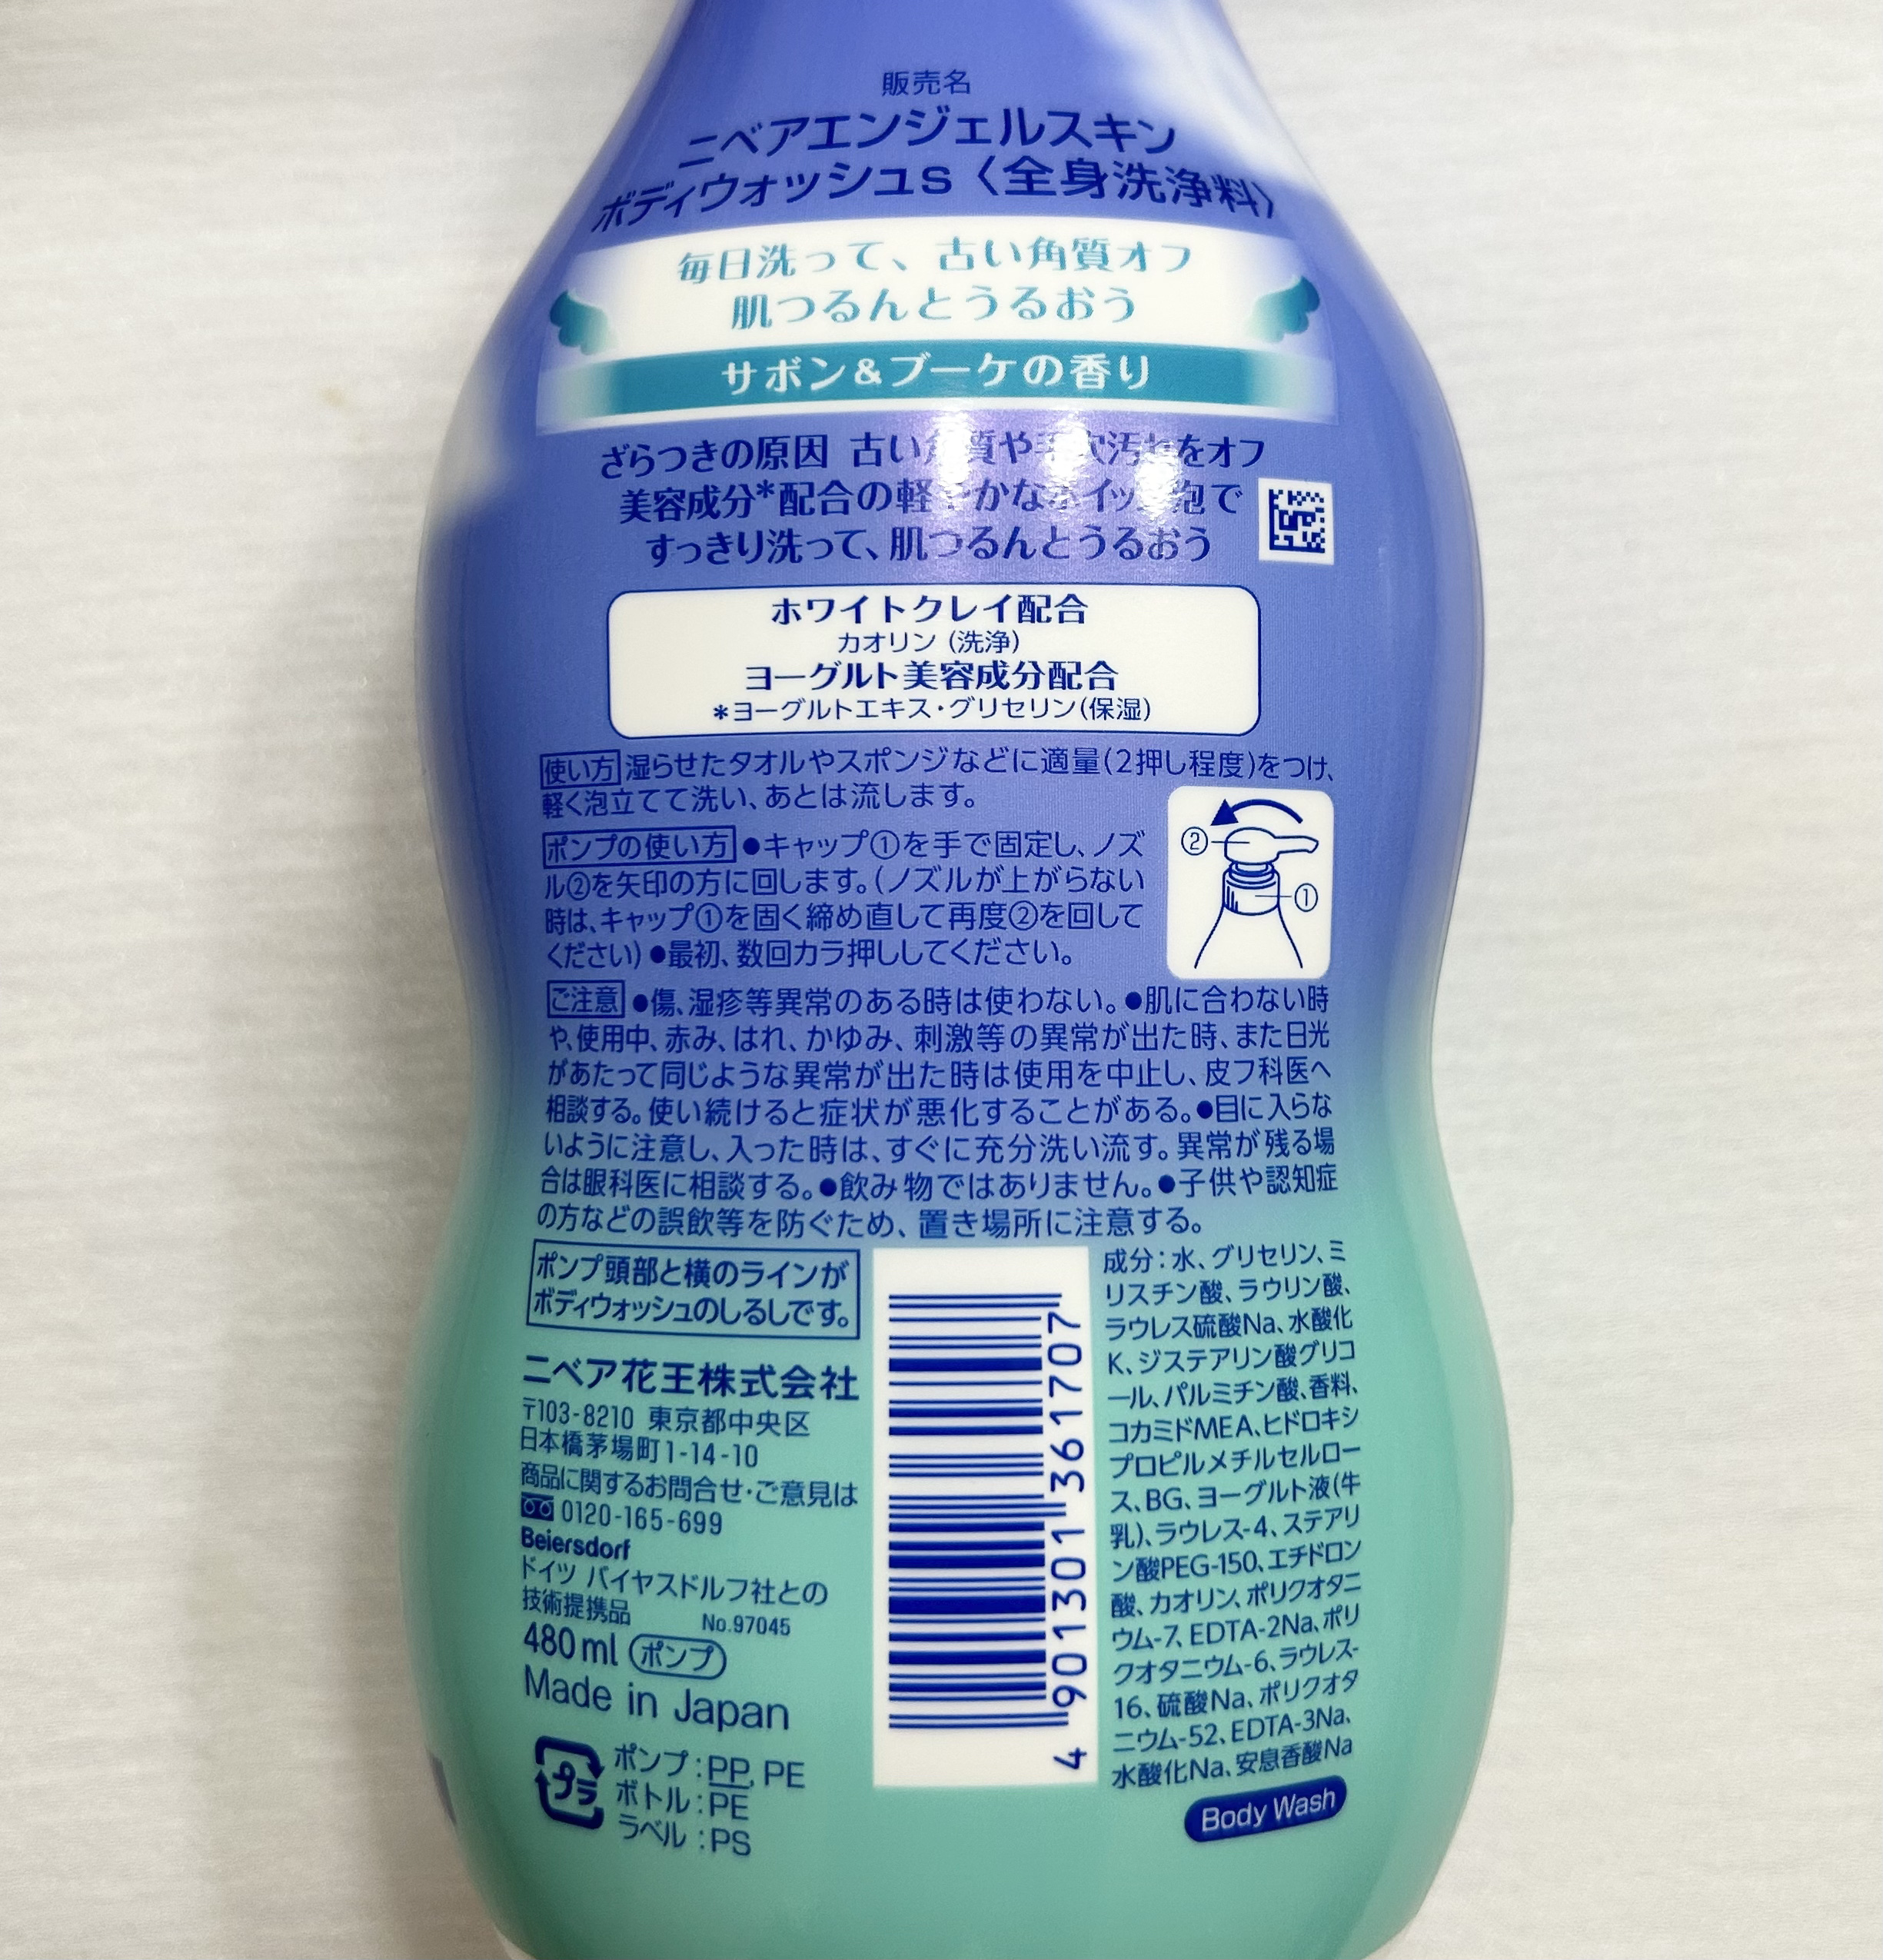 販売名
ニベアエンジェルスキン
ボディウォッシュs〈全身洗浄料〉
毎日洗って、古い角質オフ
肌つるんとうるおう
サボン&ブーケの香り
ざらつきの原因 古い角質や毛穴汚れをオフ
美容成分*配合の軽やかなホイップ泡で
すっきり洗って、肌つるんとうるおう
ホワイトクレイ配合
カオリン(洗浄)
ヨーグルト美容成分配合
*ヨーグルトエキス・グリセリン(保湿)
使い方 湿らせたタオルやスポンジなどに適量(2押し程度)をつけ、
軽く泡立てて洗い、あとは流します。
ポンプの使い方 ●キャップ①を手で固定し、ノズ
ル②を矢印の方に回します。(ノズルが上がらない
時は、キャップ①を固く締め直して再度②を回して
ください) ●最初、数回カラ押ししてください。
②
①
ご注意 ●傷、湿疹等異常のある時は使わない。●肌に合わない時
や、使用中、赤み、はれ、かゆみ、刺激等の異常が出た時、また日光
があたって同じような異常が出た時は使用を中止し、皮フ科医へ
相談する。使い続けると症状が悪化することがある。●目に入らな
いように注意し、入った時は、すぐに充分洗い流す。異常が残る場
合は眼科医に相談する。●飲み物ではありません。●子供や認知症
の方などの誤飲等を防ぐため、置き場所に注意する。
ポンプ頭部と横のラインが
ボディウォッシュのしるしです。
ニベア花王株式会社
〒103-8210 東京都中央区
日本橋茅場町1-14-10
商品に関するお問合せ・ご意見は
0120-165-699
Beiersdorf
ドイツ バイヤスドルフ社との
技術提携品 No.97045
480ml ポンプ
Made in Japan
プラ
ポンプ:PP, PE
ボトル:PE
ラベル:PS
4 901301 361707
成分:水、グリセリン、ミ
リスチン酸、ラウリン酸、
ラウレス硫酸Na、水酸化
K、ジステアリン酸グリコ
ール、パルミチン酸、香料、
コカミドMEA、ヒドロキシ
プロピルメチルセルロー
ス、BG、ヨーグルト液(牛
乳)、ラウレス-4、ステアリ
ン酸PEG-150、エチドロン
酸、カオリン、ポリクオタニ
ウム-7、EDTA-2Na、ポリ
クオタニウム-6、ラウレス-
16、硫酸Na、ポリクオタ
ニウム-52、EDTA-3Na、
水酸化Na、安息香酸Na
Body Wash